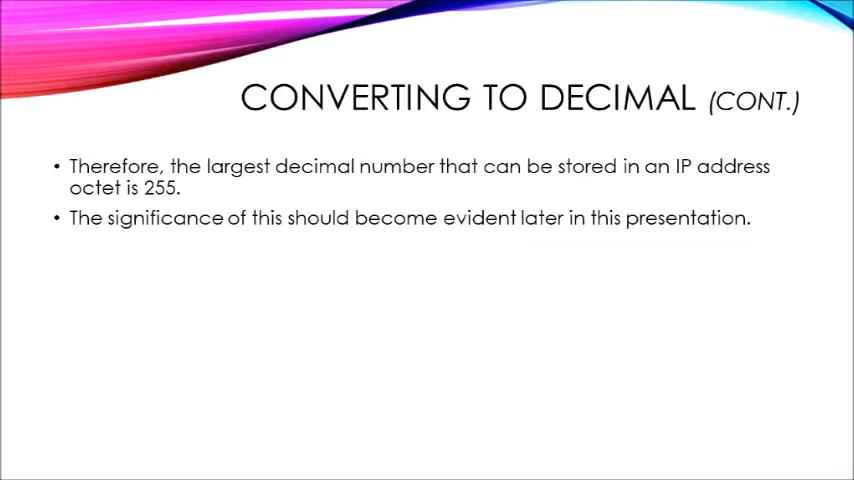 CONVERTING TO DECIMAL (CONT.)
• Therefore, the largest decimal number that can be stored in an IP address
octet is 255.
• The significance of this should become evident later in this presentation.